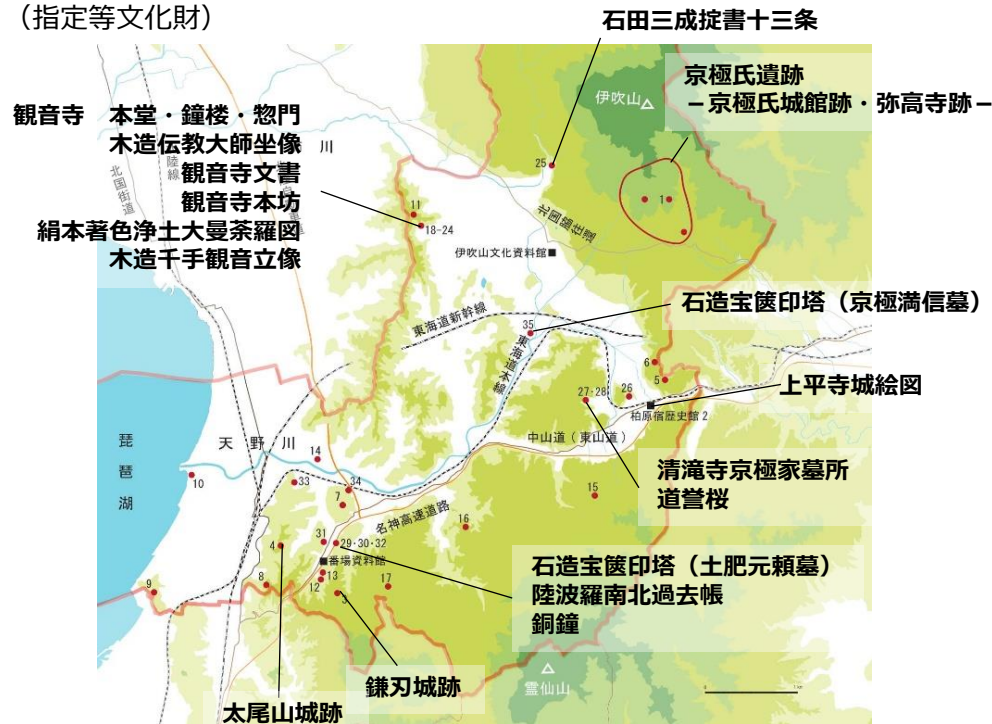 （指定等文化財）
石田三成掟書十三条
京極氏遺跡
－京極氏城館跡・弥高寺跡－
伊吹山
観音寺　本堂・鐘楼・惣門
木造伝教大師坐像
観音寺文書
観音寺本坊
絹本著色浄土大曼荼羅図
木造千手観音立像
川
陸線
北国街道
25
1
11
18-24
北国脇往還
伊吹山文化資料館
石造宝篋印塔（京極満信墓）
東海道新幹線
35
東海道本線
6
5
27・28
26
上平寺城絵図
柏原宿歴史館 2
中山道（東山道）
琵琶湖
天野川
14
10
33
34
7
15
清滝寺京極家墓所
道誉桜
名神高速道路
16
31
29・30・32
4
番場資料館
13
12
8
9
3
17
石造宝篋印塔（土肥元頼墓）
陸波羅南北過去帳
銅鐘
鎌刃城跡
太尾山城跡
霊仙山
0
1km